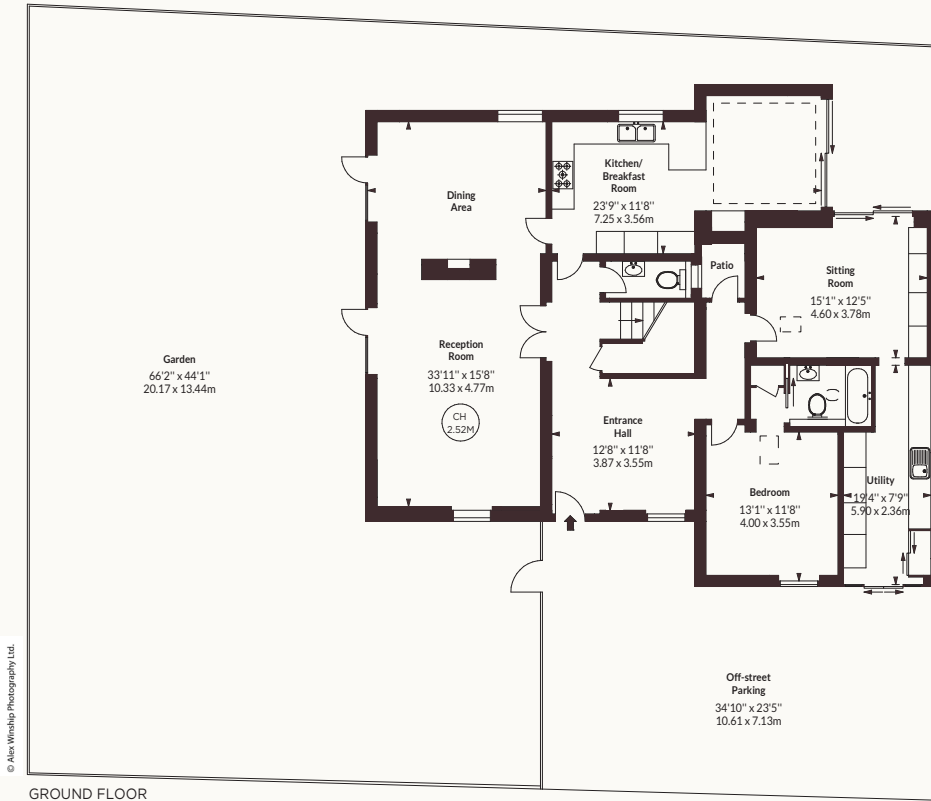 Kitchen/
Breakfast
Room
23'9" x 11'8"
7.25 x 3.56m
Dining
Area
Patio
Sitting
Room
15'1" x 12'5"
4.60 x 3.78m
Garden
66'2" x 44'1"
20.17 x 13.44m
Reception
Room
33'11" x 15'8"
10.33 x 4.77m
CH
2.52M
Entrance
Hall
12'8" x 11'8"
3.87 x 3.55m
Bedroom
13'1" x 11'8"
4.00 x 3.55m
Utility
19'4" x 7'9"
5.90 x 2.36m
Off-street
Parking
34'10" x 23'5"
10.61 x 7.13m
© Alex Winship Photography Ltd.
GROUND FLOOR